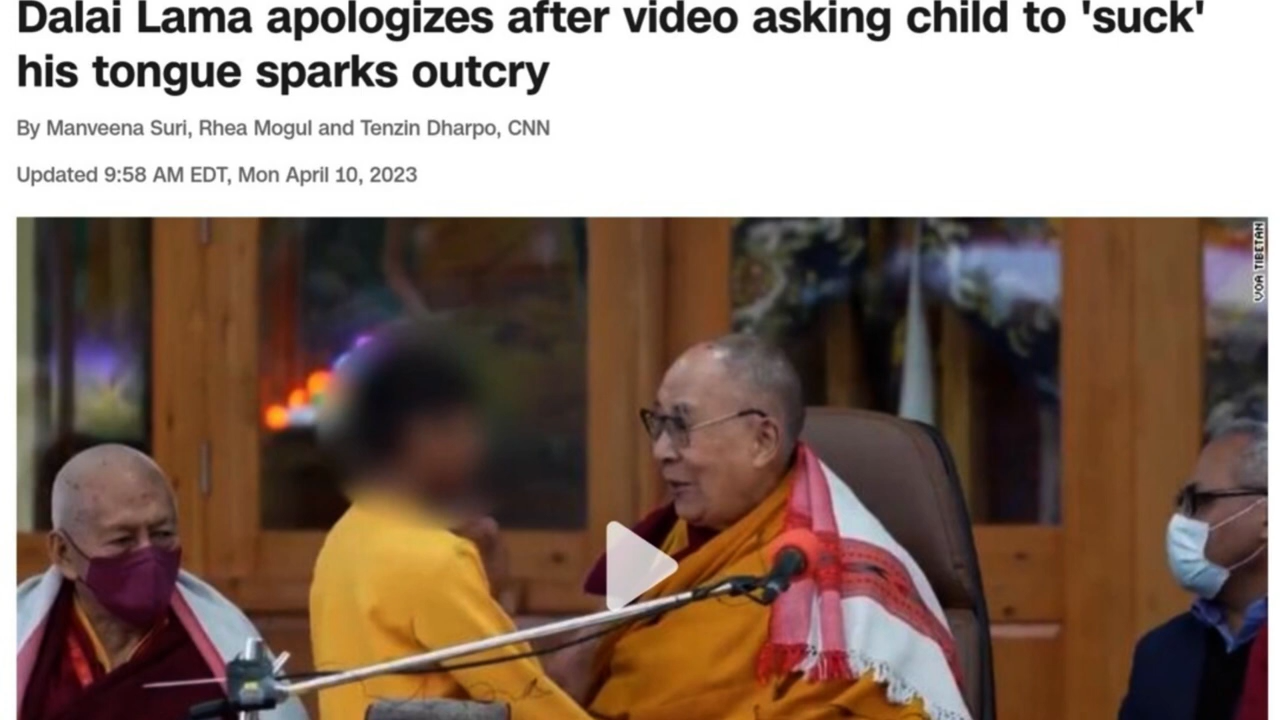 Dalai Lama apologizes after video asking child to 'suck'
his tongue sparks outcry
By Manveena Suri, Rhea Mogul and Tenzin Dharpo, CNN
Updated 9:58 AM EDT, Mon April 10, 2023
VOA TIBETAN